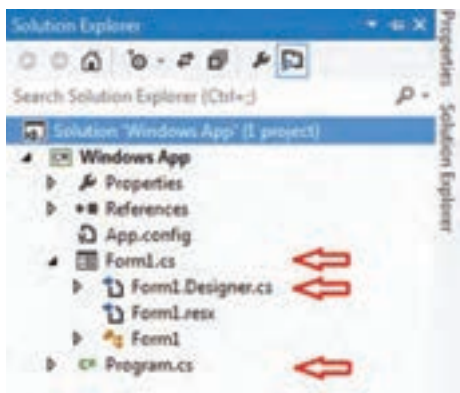 Solution Explorer
Search Solution Explorer (Ctrl+;)
Solution 'Windows App' (1 project)
Windows App
Properties
References
App.config
Form1.cs
Form1.Designer.cs
Form1.resx
Form1
Program.cs
Properties
Solution Explorer